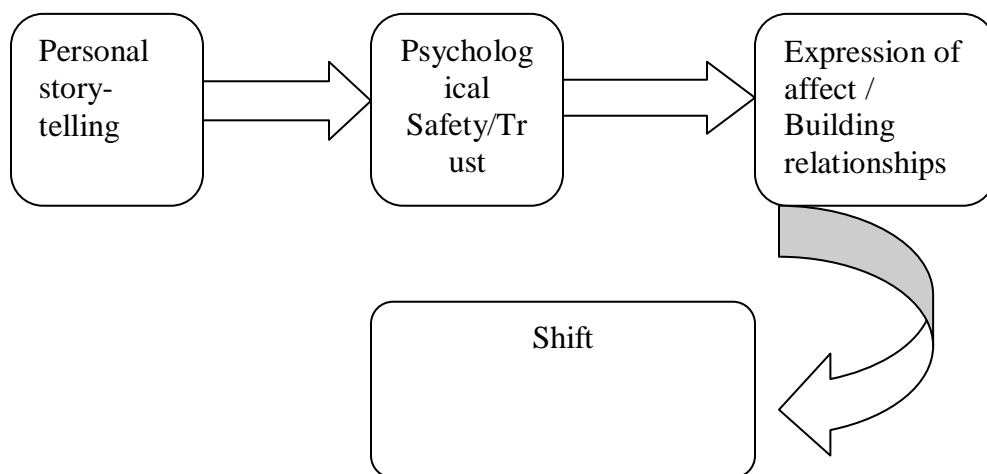 Personal
story-
telling
Psycholog
ical
Safety/Tr
ust
Expression of
affect /
Building
relationships
Shift